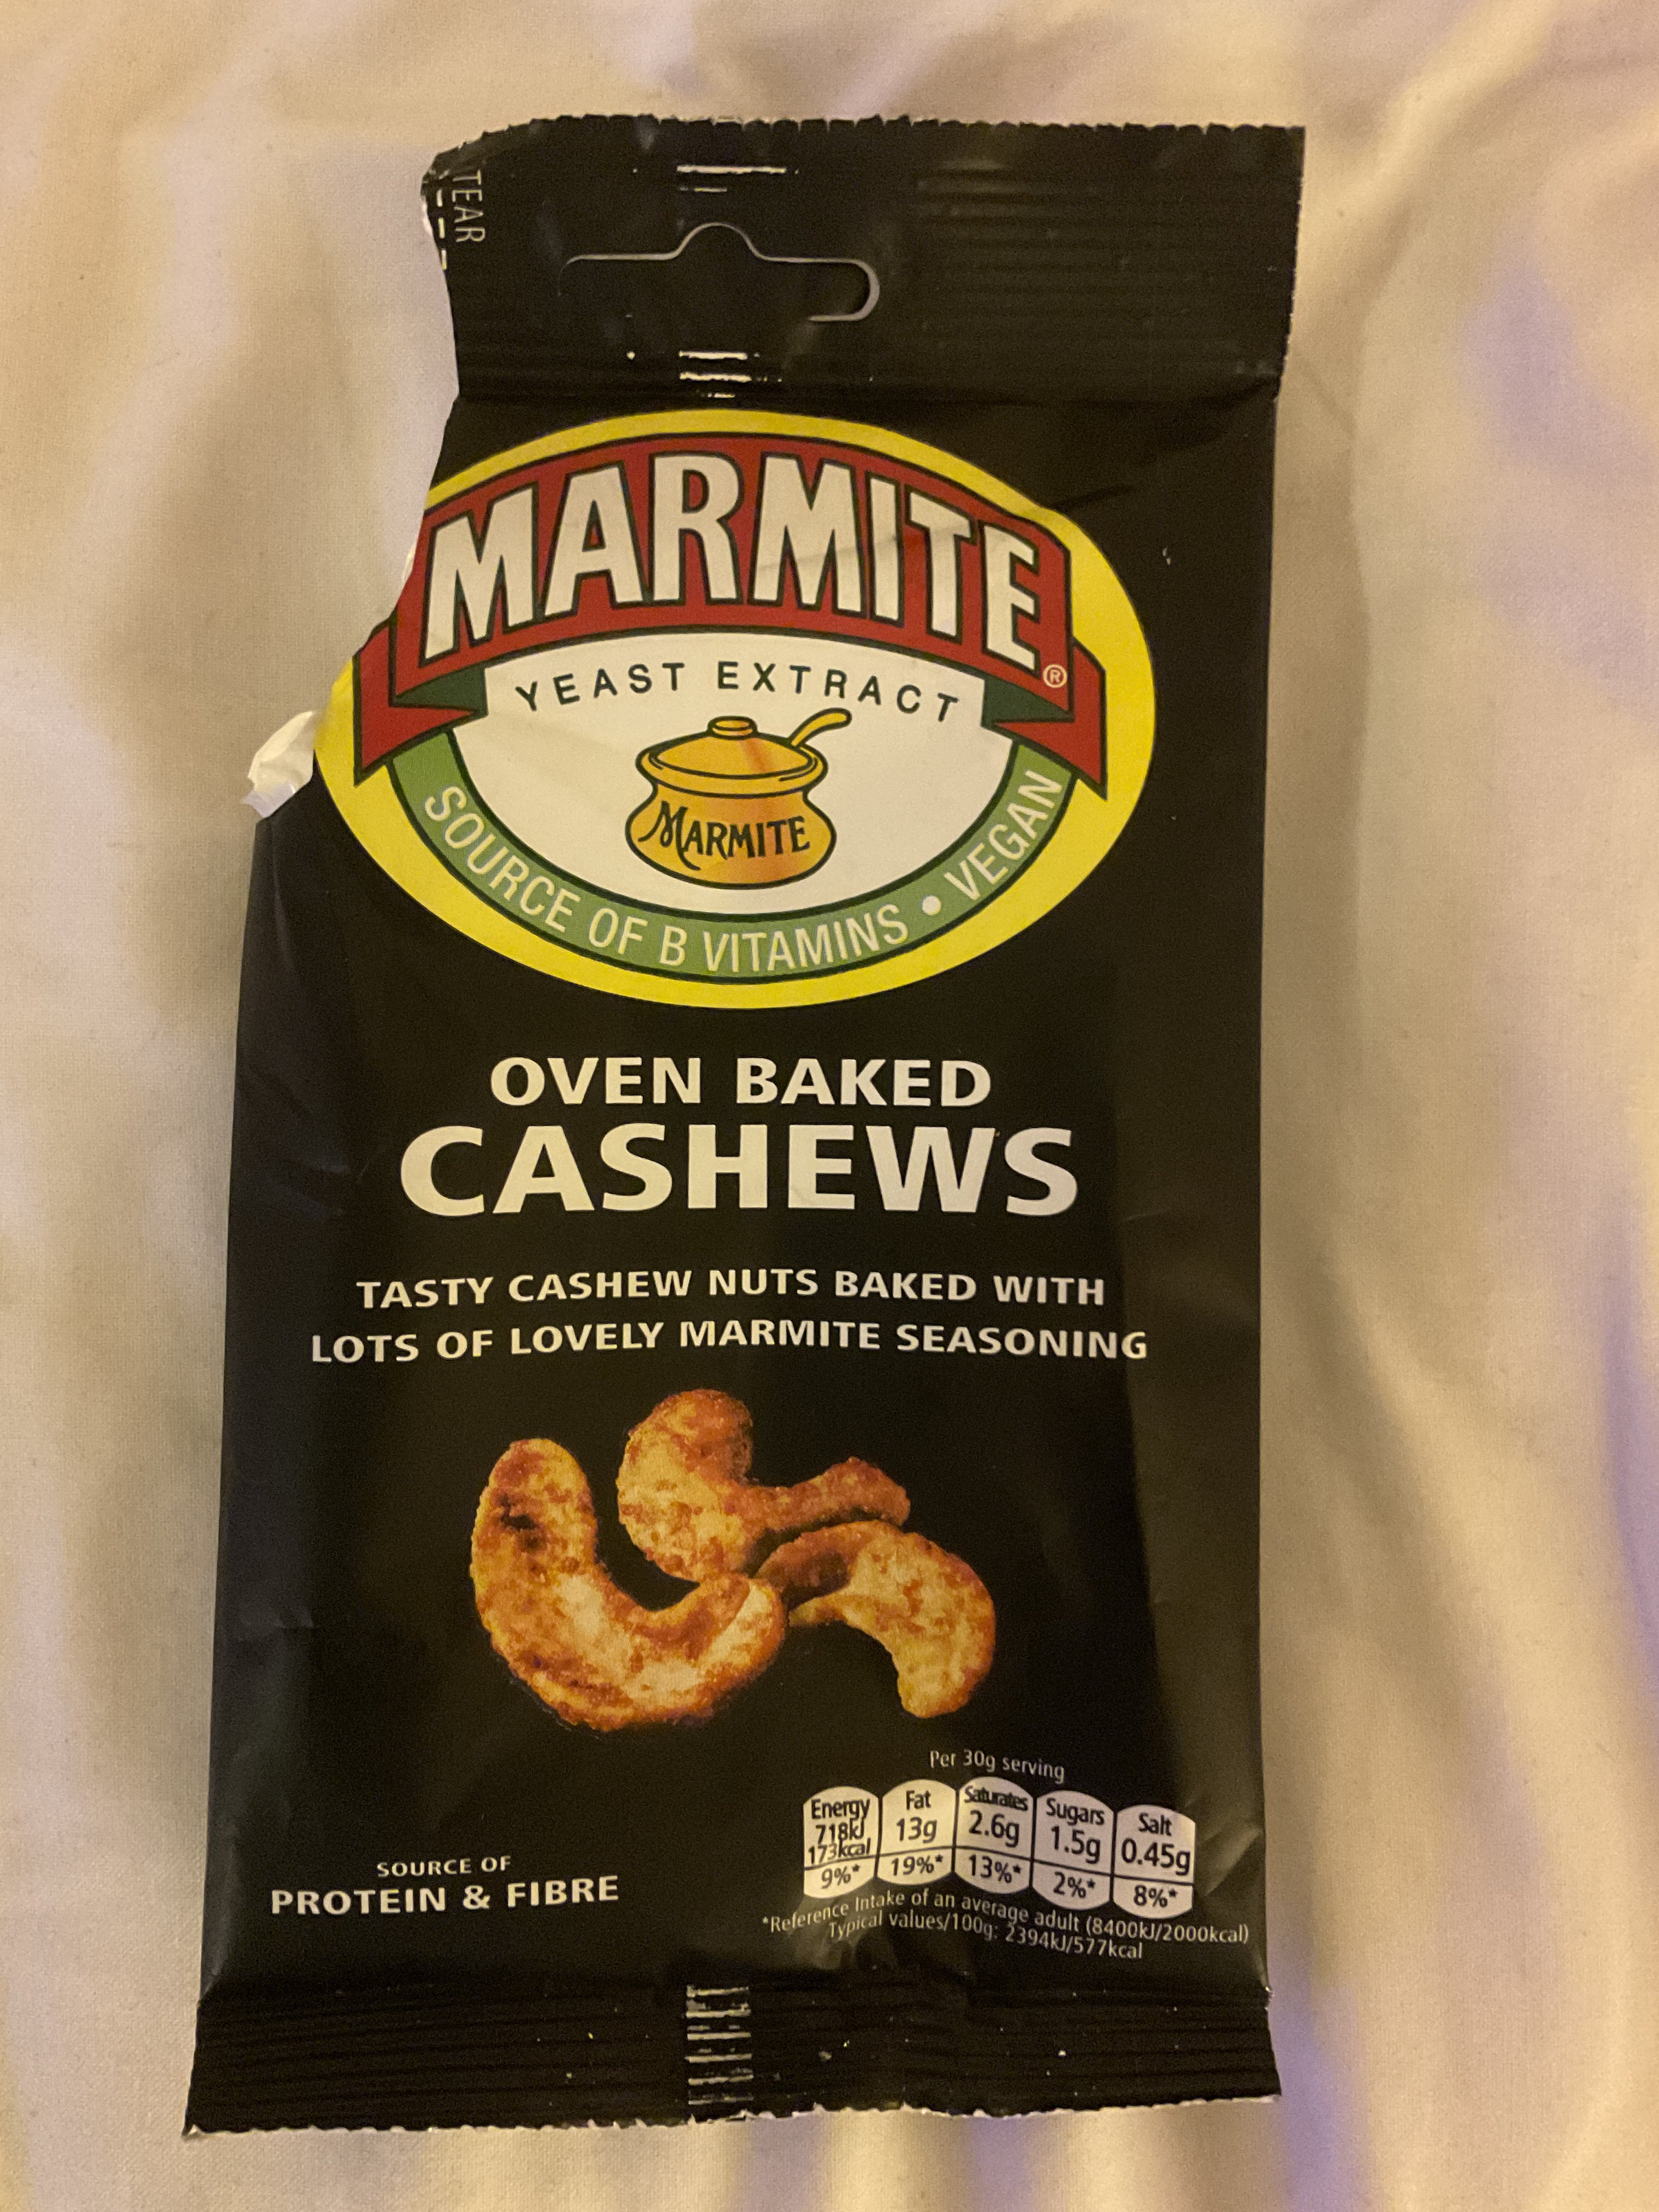 TEAR
MARMITE®
YEAST EXTRACT
MARMITE
SOURCE OF B VITAMINS • VEGAN
OVEN BAKED
CASHEWS
TASTY CASHEW NUTS BAKED WITH
LOTS OF LOVELY MARMITE SEASONING
Per 30g serving
Energy Fat Saturates Sugars Salt
718kJ 13g 2.6g 1.5g 0.45g
173kcal
9%* 19%* 13%* 2%* 8%*
*Reference Intake of an average adult (8400kJ/2000kcal)
Typical values/100g: 2394kJ/577kcal
SOURCE OF
PROTEIN & FIBRE